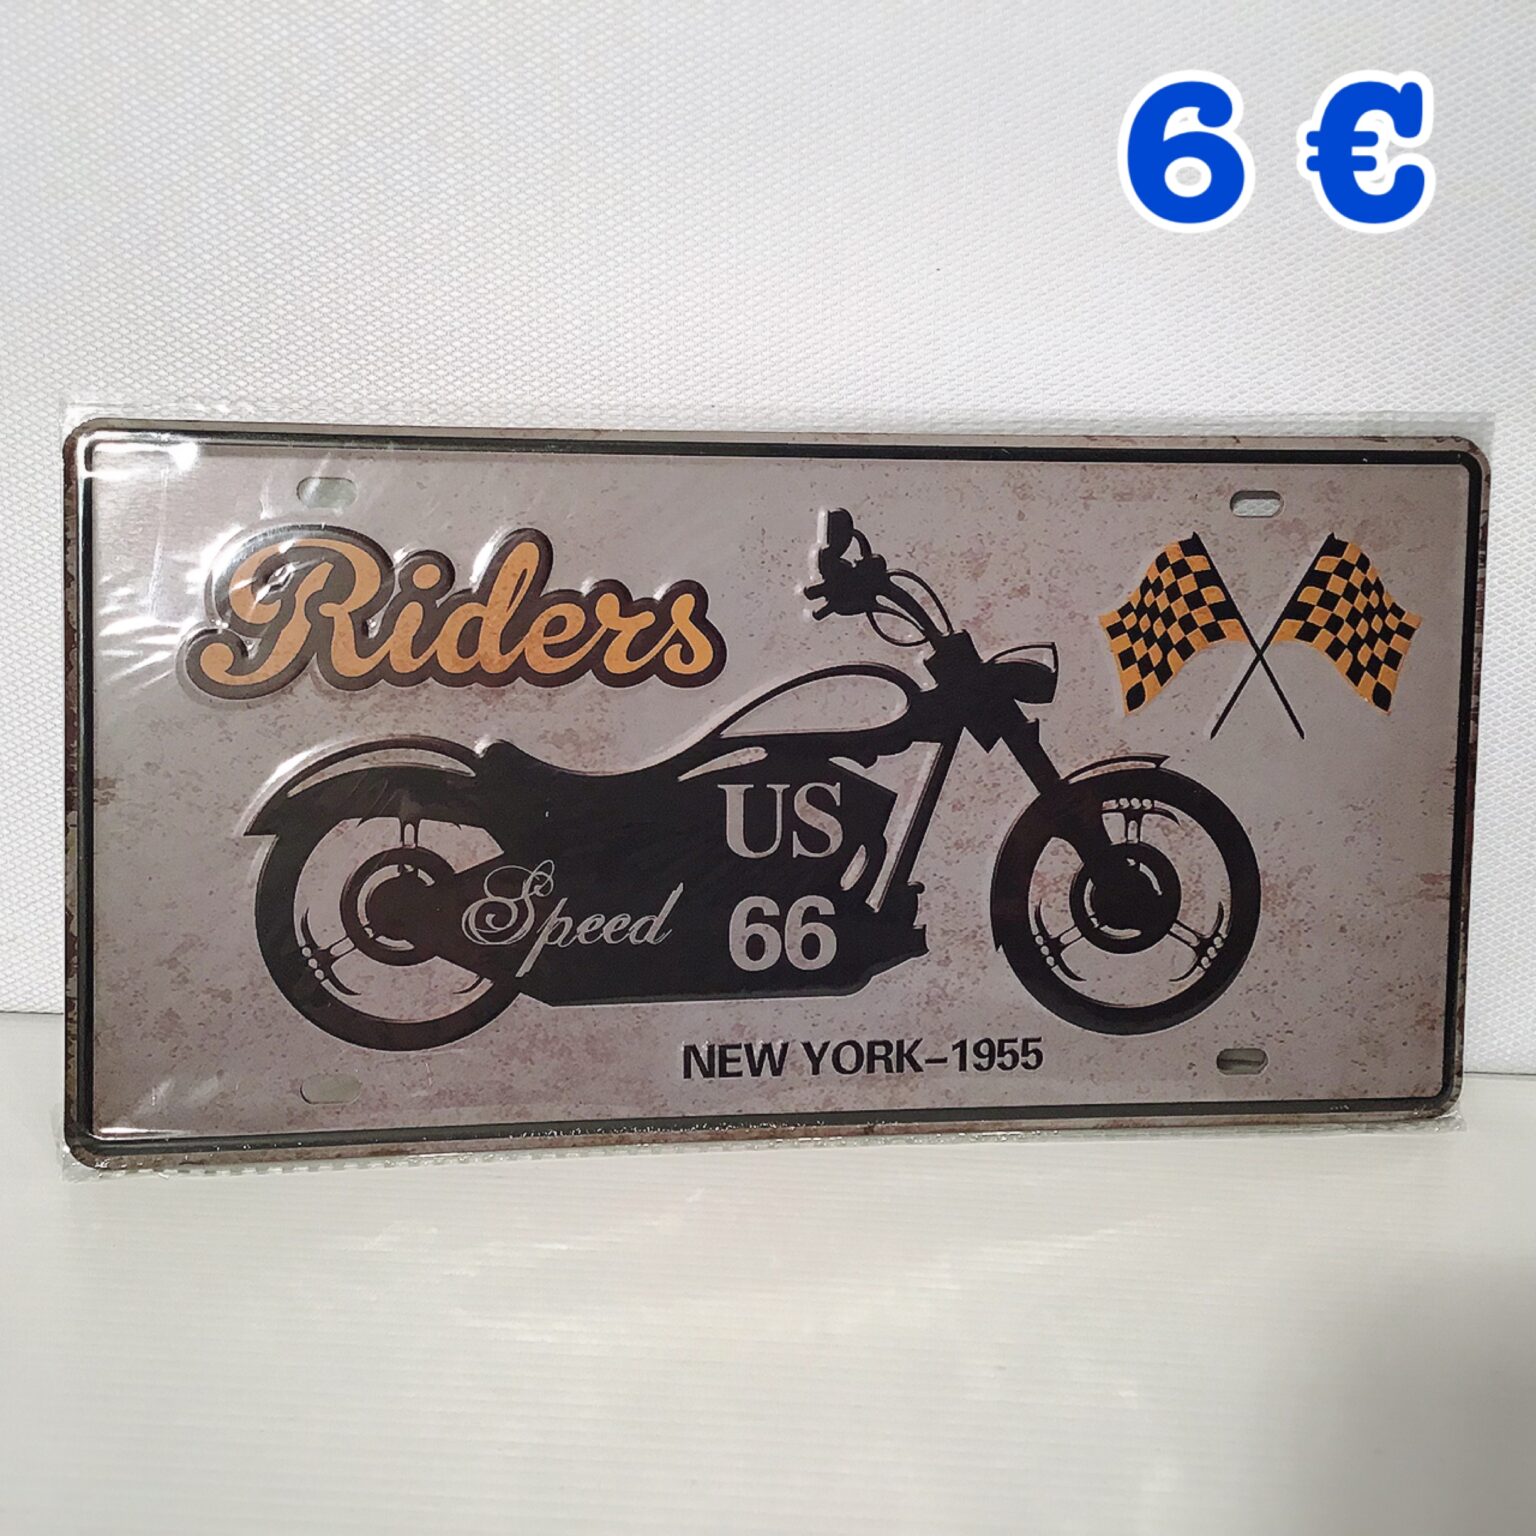 6 €
Riders
US
Speed
66
NEW YORK-1955